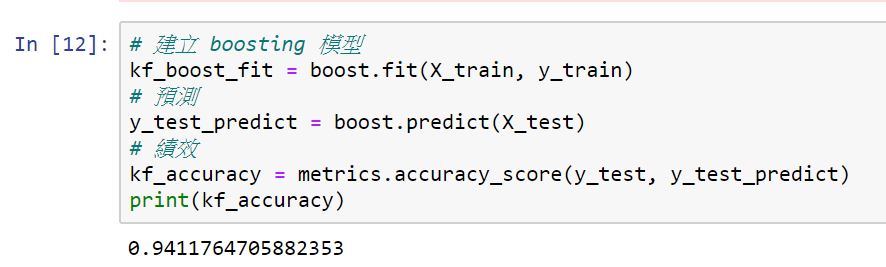 In [12]:
# 建立 boosting 模型
kf_boost_fit = boost.fit(X_train, y_train)
# 預測
y_test_predict = boost.predict(X_test)
# 績效
kf_accuracy = metrics.accuracy_score(y_test, y_test_predict)
print(kf_accuracy)
0.9411764705882353